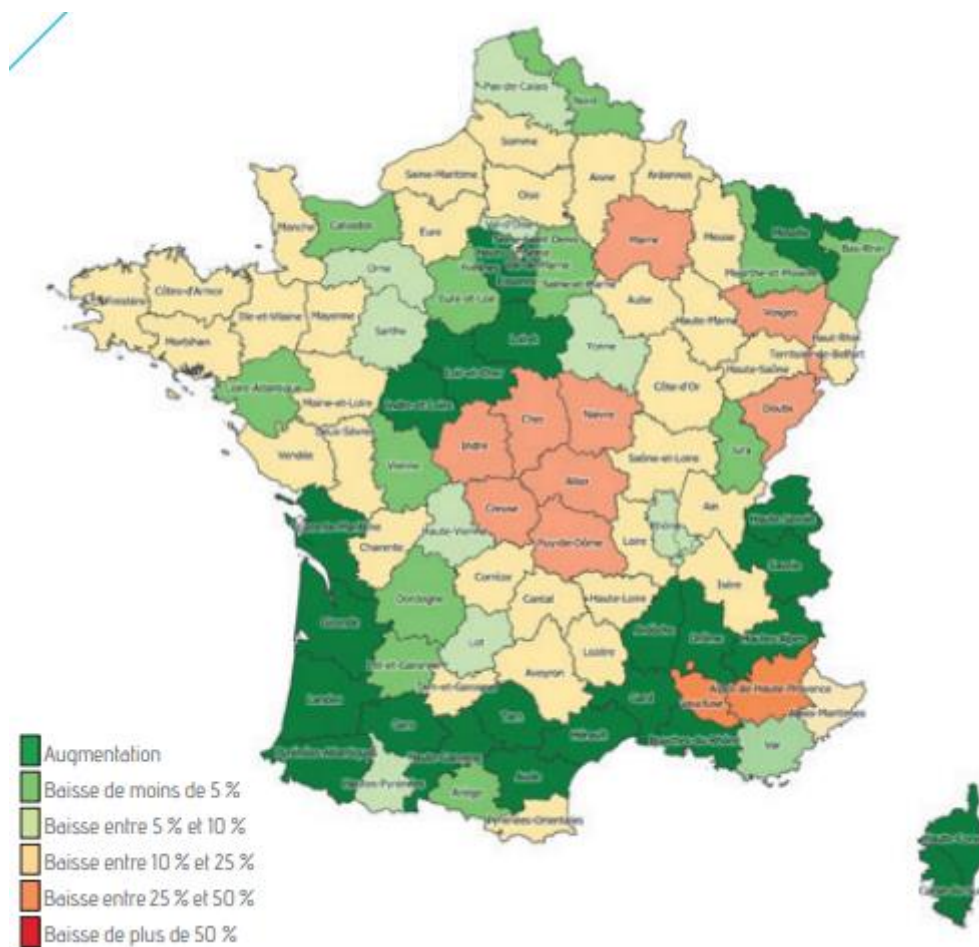 Pas-de-Calais
Nord
Somme
Seine-Maritime
Oise
Aisne
Ardennes
Manche
Calvados
Eure
Val-d'Oise
Marne
Meuse
Moselle
Bas-Rhin
Meurthe-et-Moselle
Orne
Yvelines
Essonne
Seine-et-Marne
Finistère
Côtes-d'Armor
Ille-et-Vilaine
Mayenne
Eure-et-Loir
Aube
Haute-Marne
Vosges
Haut-Rhin
Morbihan
Sarthe
Loiret
Yonne
Haute-Saône
Territoire-de-Belfort
Loir-et-Cher
Côte-d'Or
Doubs
Loire-Atlantique
Maine-et-Loire
Indre-et-Loire
Cher
Nièvre
Jura
Vendée
Deux-Sèvres
Vienne
Indre
Saône-et-Loire
Allier
Creuse
Haute-Vienne
Charente
Puy-de-Dôme
Loire
Rhône
Ain
Haute-Savoie
Savoie
Isère
Corrèze
Cantal
Haute-Loire
Dordogne
Gironde
Lot
Ardèche
Drôme
Hautes-Alpes
Lot-et-Garonne
Aveyron
Lozère
Tarn-et-Garonne
Landes
Gers
Tarn
Gard
Vaucluse
Alpes-de-Haute-Provence
Alpes-Maritimes
Hérault
Bouches-du-Rhône
Var
Pyrénées-Atlantiques
Hautes-Pyrénées
Haute-Garonne
Ariège
Aude
Pyrénées-Orientales
Augmentation
Baisse de moins de 5 %
Baisse entre 5 % et 10 %
Baisse entre 10 % et 25 %
Baisse entre 25 % et 50 %
Baisse de plus de 50 %